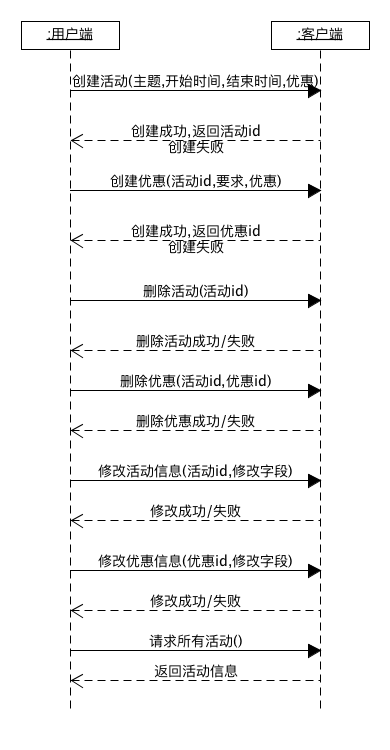 :用户端
:客户端
创建活动(主题,开始时间,结束时间,优惠)
创建成功,返回活动id
创建失败
创建优惠(活动id,要求,优惠)
创建成功,返回优惠id
创建失败
删除活动(活动id)
删除活动成功/失败
删除优惠(活动id,优惠id)
删除优惠成功/失败
修改活动信息(活动id,修改字段)
修改成功/失败
修改优惠信息(优惠id,修改字段)
修改成功/失败
请求所有活动()
返回活动信息